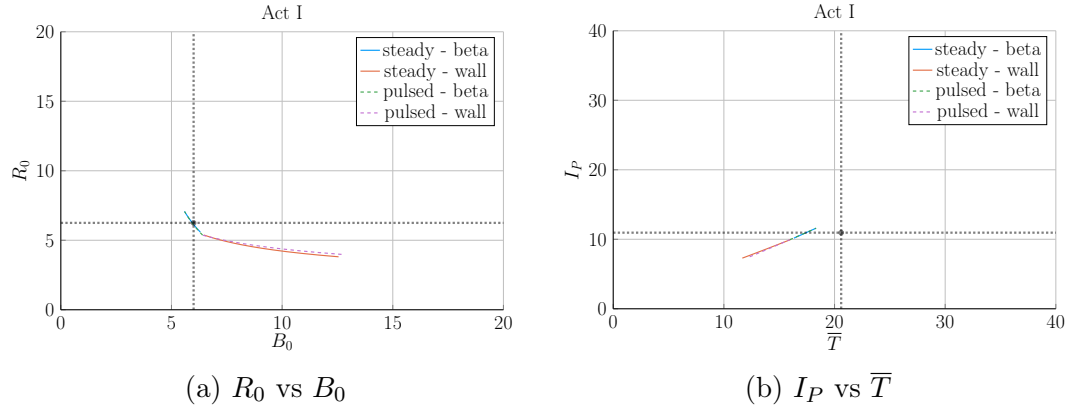 Act I
20
15
10
5
0
R₀
0
5
10
15
20
B₀
steady - beta
steady - wall
pulsed - beta
pulsed - wall
(a) R₀ vs B₀
Act I
40
30
20
10
0
I_P
0
10
20
30
40
T̅
steady - beta
steady - wall
pulsed - beta
pulsed - wall
(b) I_P vs T̅